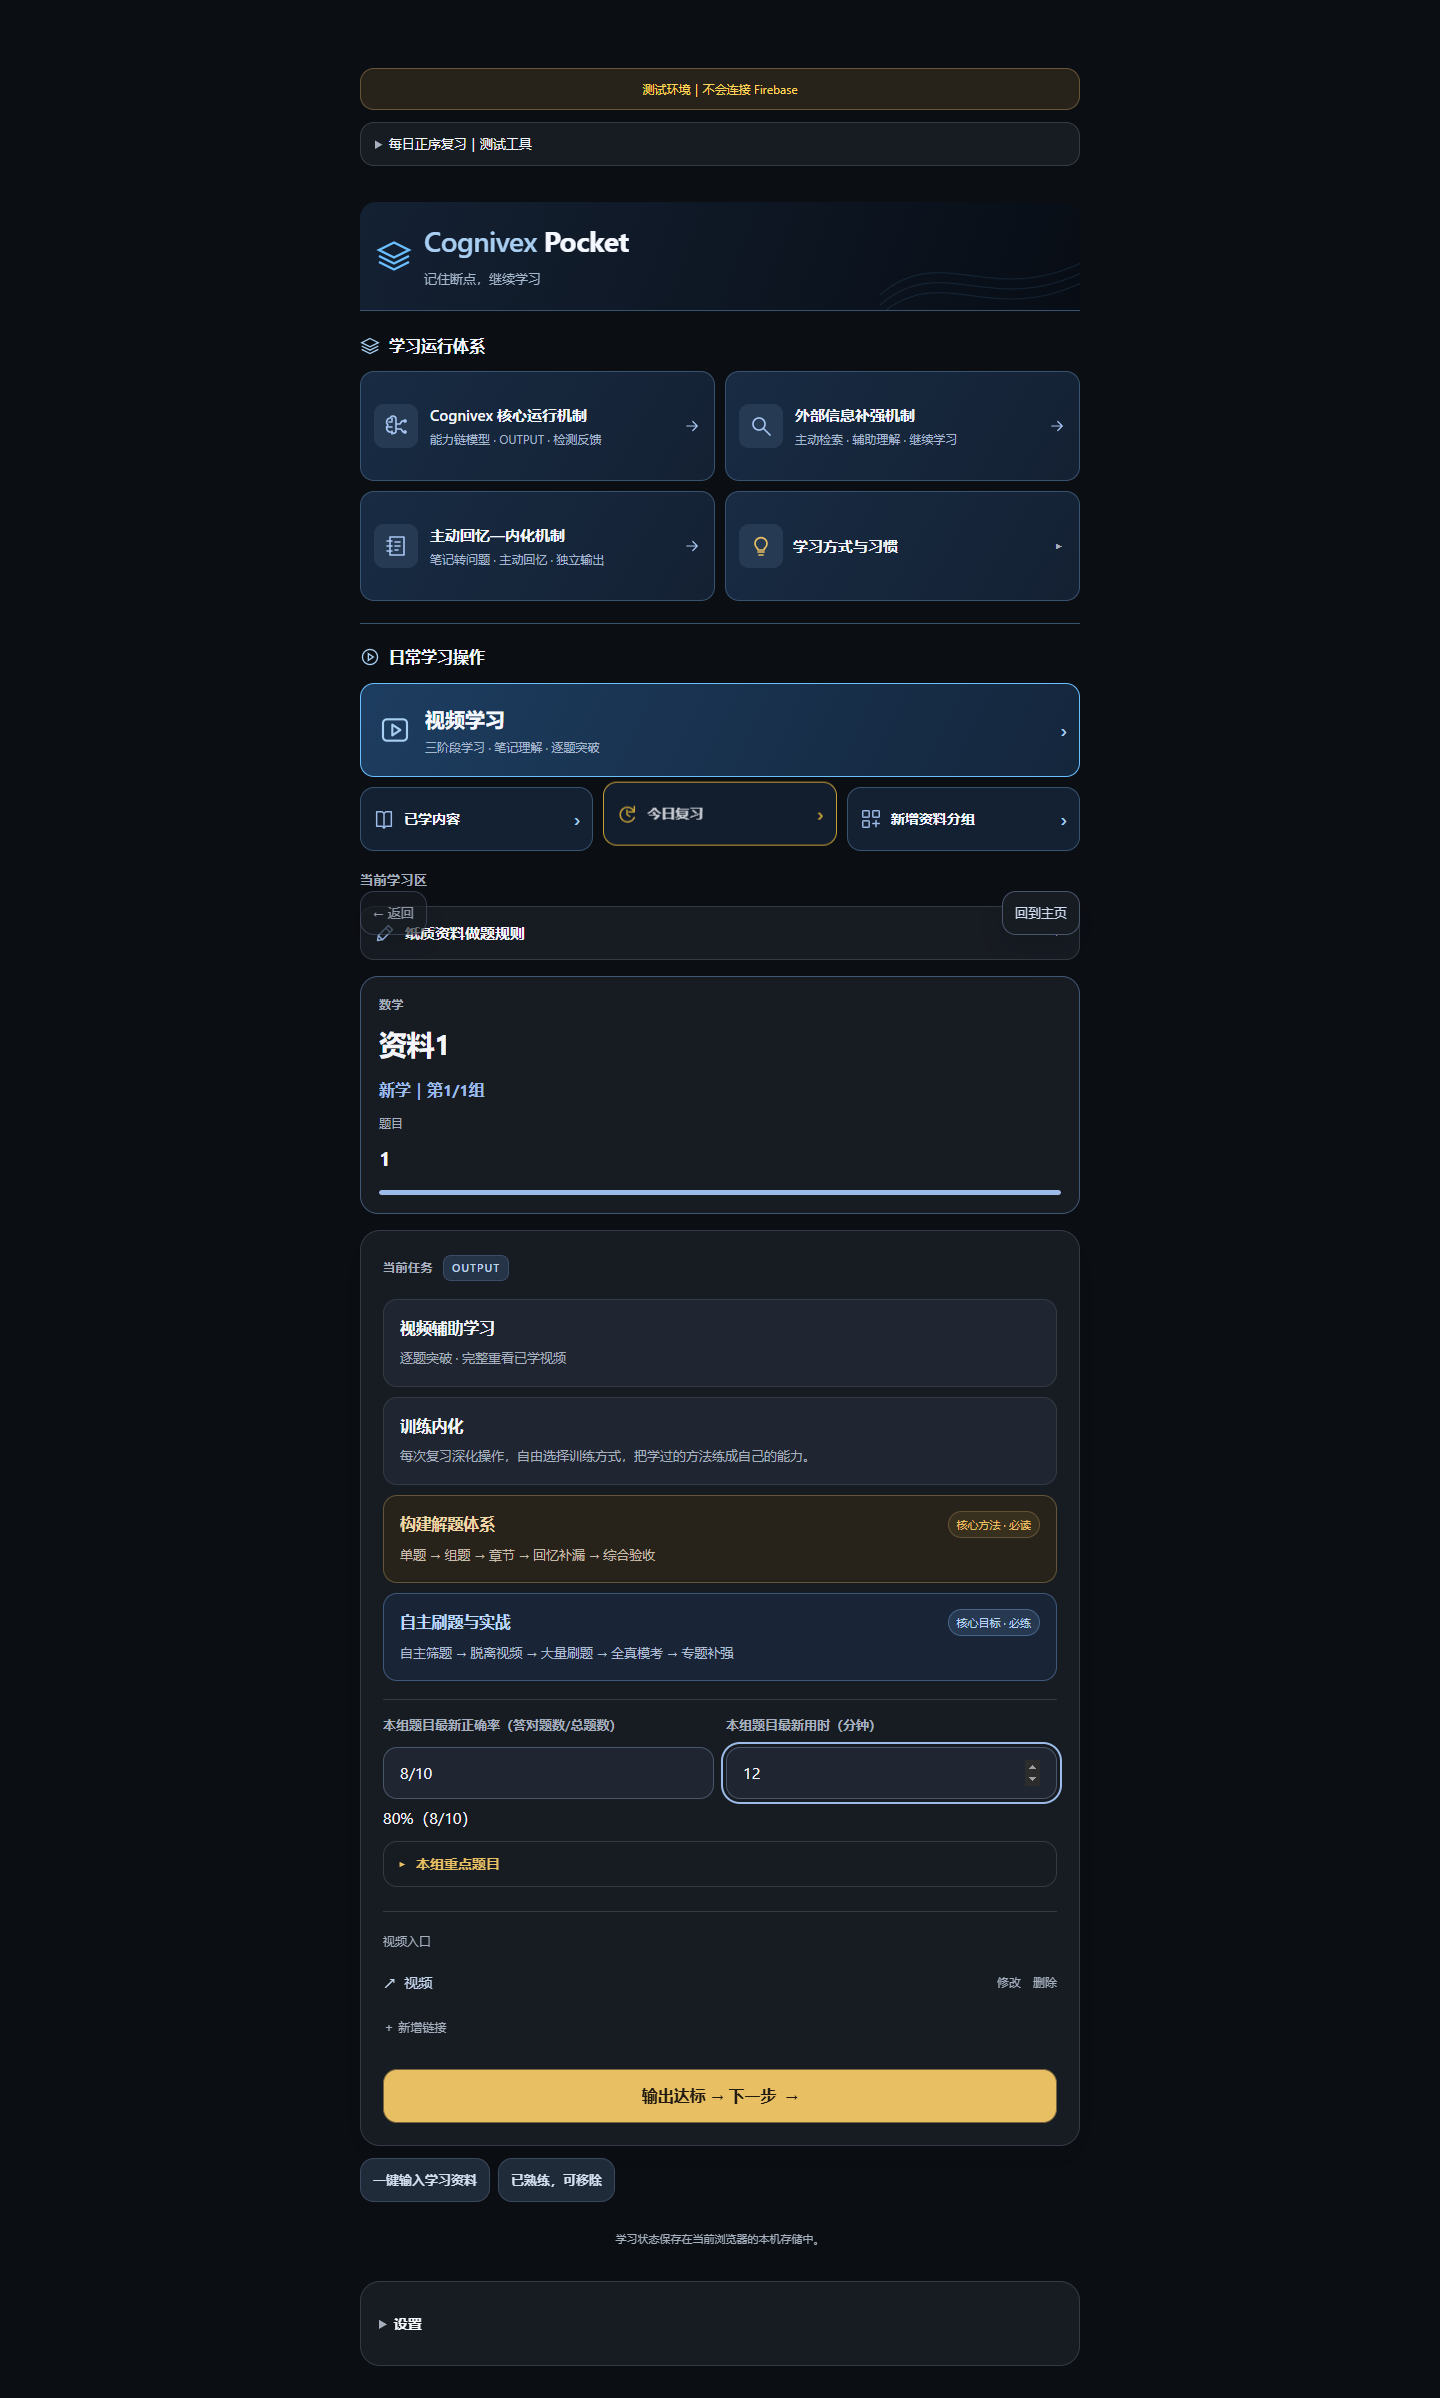 测试环境 | 不会连接 Firebase
▶ 每日正序复习 | 测试工具
Cognivex Pocket
记住断点，继续学习
学习运行体系
Cognivex 核心运行机制
能力链模型 · OUTPUT · 检测反馈
→
外部信息补强机制
主动检索 · 辅助理解 · 继续学习
→
主动回忆—内化机制
笔记转问题 · 主动回忆 · 独立输出
→
学习方式与习惯
▸
日常学习操作
视频学习
三阶段学习 · 笔记理解 · 逐题突破
›
已学内容 ›
今日复习 ›
新增资料分组 ›
当前学习区
← 返回
回到主页
纸质资料做题规则
数学
资料1
新学 | 第1/1组
题目
1
当前任务 OUTPUT
视频辅助学习
逐题突破 · 完整重看已学视频
训练内化
每次复习深化操作，自由选择训练方式，把学过的方法练成自己的能力。
构建解题体系
核心方法 · 必读
单题 → 组题 → 章节 → 回忆补漏 → 综合验收
自主刷题与实战
核心目标 · 必练
自主筛题 → 脱离视频 → 大量刷题 → 全真模考 → 专题补强
本组题目最新正确率（答对题数/总题数）
8/10
本组题目最新用时（分钟）
12
80%（8/10）
▸ 本组重点题目
视频入口
↗ 视频
修改 删除
+ 新增链接
输出达标 → 下一步 →
一键输入学习资料
已熟练，可移除
学习状态保存在当前浏览器的本机存储中。
▶ 设置